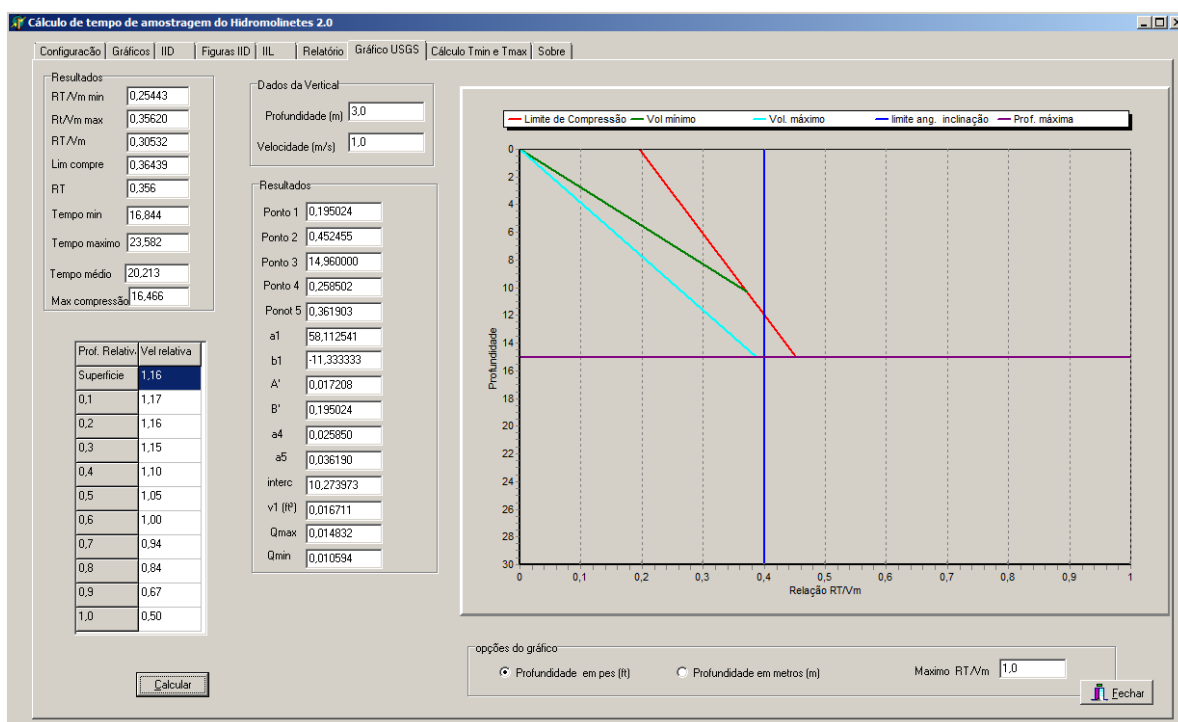 Cálculo de tempo de amostragem do Hidromolinetes 2.0
Configuracão Gráficos IID Figuras IID IIL Relatório Gráfico USGS Cálculo Tmin e Tmax Sobre
Resultados
RT/Vm min 0,25443
Rt/Vm max 0,35620
RT/Vm 0,30532
Lim compre 0,36439
RT 0,356
Tempo min 16,844
Tempo maximo 23,582
Tempo médio 20,213
Max compressão 16,466
Prof. Relativ. Vel relativa
Superfície 1,16
0,1 1,17
0,2 1,16
0,3 1,15
0,4 1,10
0,5 1,05
0,6 1,00
0,7 0,94
0,8 0,84
0,9 0,67
1,0 0,50
Calcular
Dados da Vertical
Profundidade (m) 3,0
Velocidade (m/s) 1,0
Resultados
Ponto 1 0,195024
Ponto 2 0,452455
Ponto 3 14,960000
Ponto 4 0,258502
Ponot 5 0,361903
a1 58,112541
b1 -11,333333
A' 0,017208
B' 0,195024
a4 0,025850
a5 0,036190
interc 10,273973
v1 (ft³) 0,016711
Qmax 0,014832
Qmin 0,010594
Limite de Compressão Vol mínimo Vol. máximo limite ang. inclinação Prof. máxima
Profundidade
0
2
4
6
8
10
12
14
16
18
20
22
24
26
28
30
0 0,1 0,2 0,3 0,4 0,5 0,6 0,7 0,8 0,9 1
Relação RT/Vm
opções do gráfico
Profundidade em pes (ft) Profundidade em metros (m) Maximo RT/Vm 1,0
Fechar